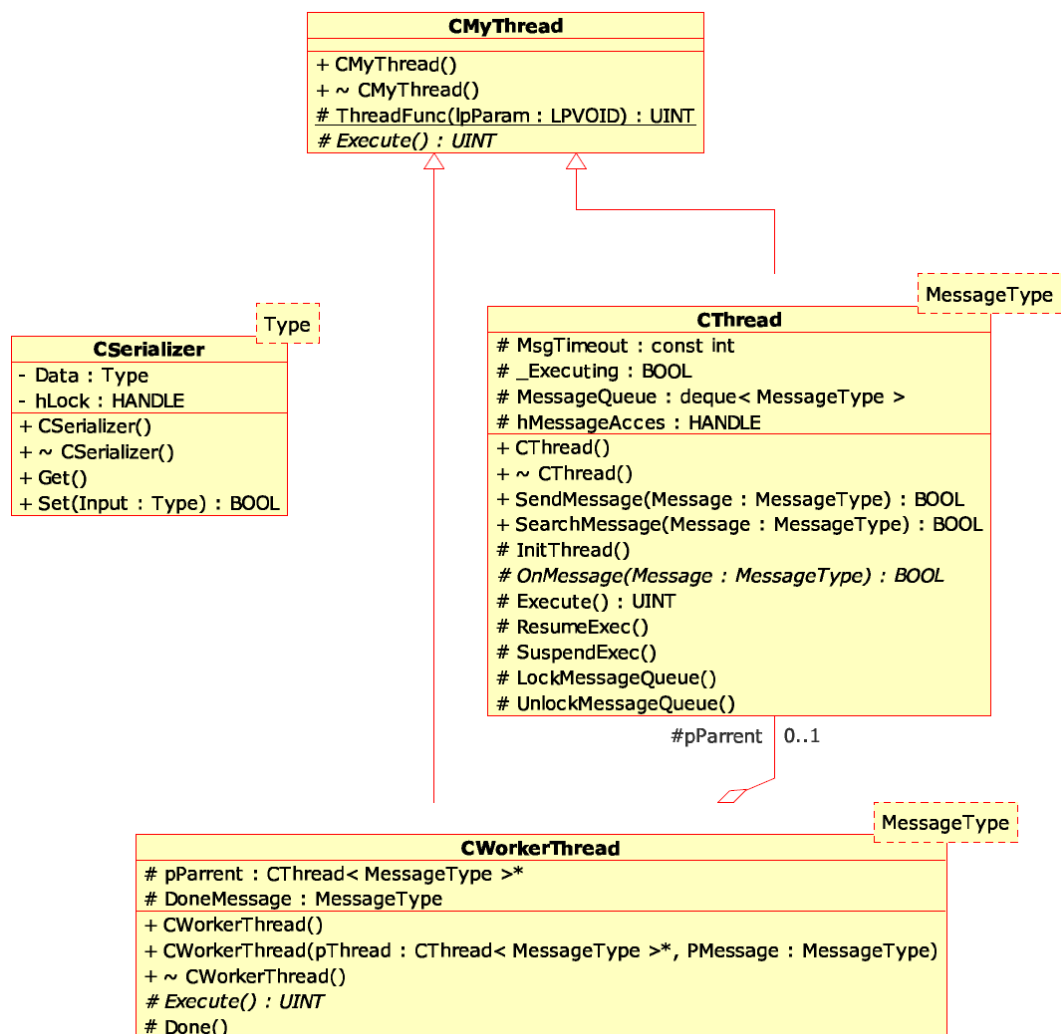 CMyThread
+ CMyThread()
+ ~ CMyThread()
# ThreadFunc(lpParam : LPVOID) : UINT
# Execute() : UINT
Type
CSerializer
- Data : Type
- hLock : HANDLE
+ CSerializer()
+ ~ CSerializer()
+ Get()
+ Set(Input : Type) : BOOL
MessageType
CThread
# MsgTimeout : const int
# _Executing : BOOL
# MessageQueue : deque< MessageType >
# hMessageAcces : HANDLE
+ CThread()
+ ~ CThread()
+ SendMessage(Message : MessageType) : BOOL
+ SearchMessage(Message : MessageType) : BOOL
# InitThread()
# OnMessage(Message : MessageType) : BOOL
# Execute() : UINT
# ResumeExec()
# SuspendExec()
# LockMessageQueue()
# UnlockMessageQueue()
#pParrent 0..1
MessageType
CWorkerThread
# pParrent : CThread< MessageType >*
# DoneMessage : MessageType
+ CWorkerThread()
+ CWorkerThread(pThread : CThread< MessageType >*, PMessage : MessageType)
+ ~ CWorkerThread()
# Execute() : UINT
# Done()